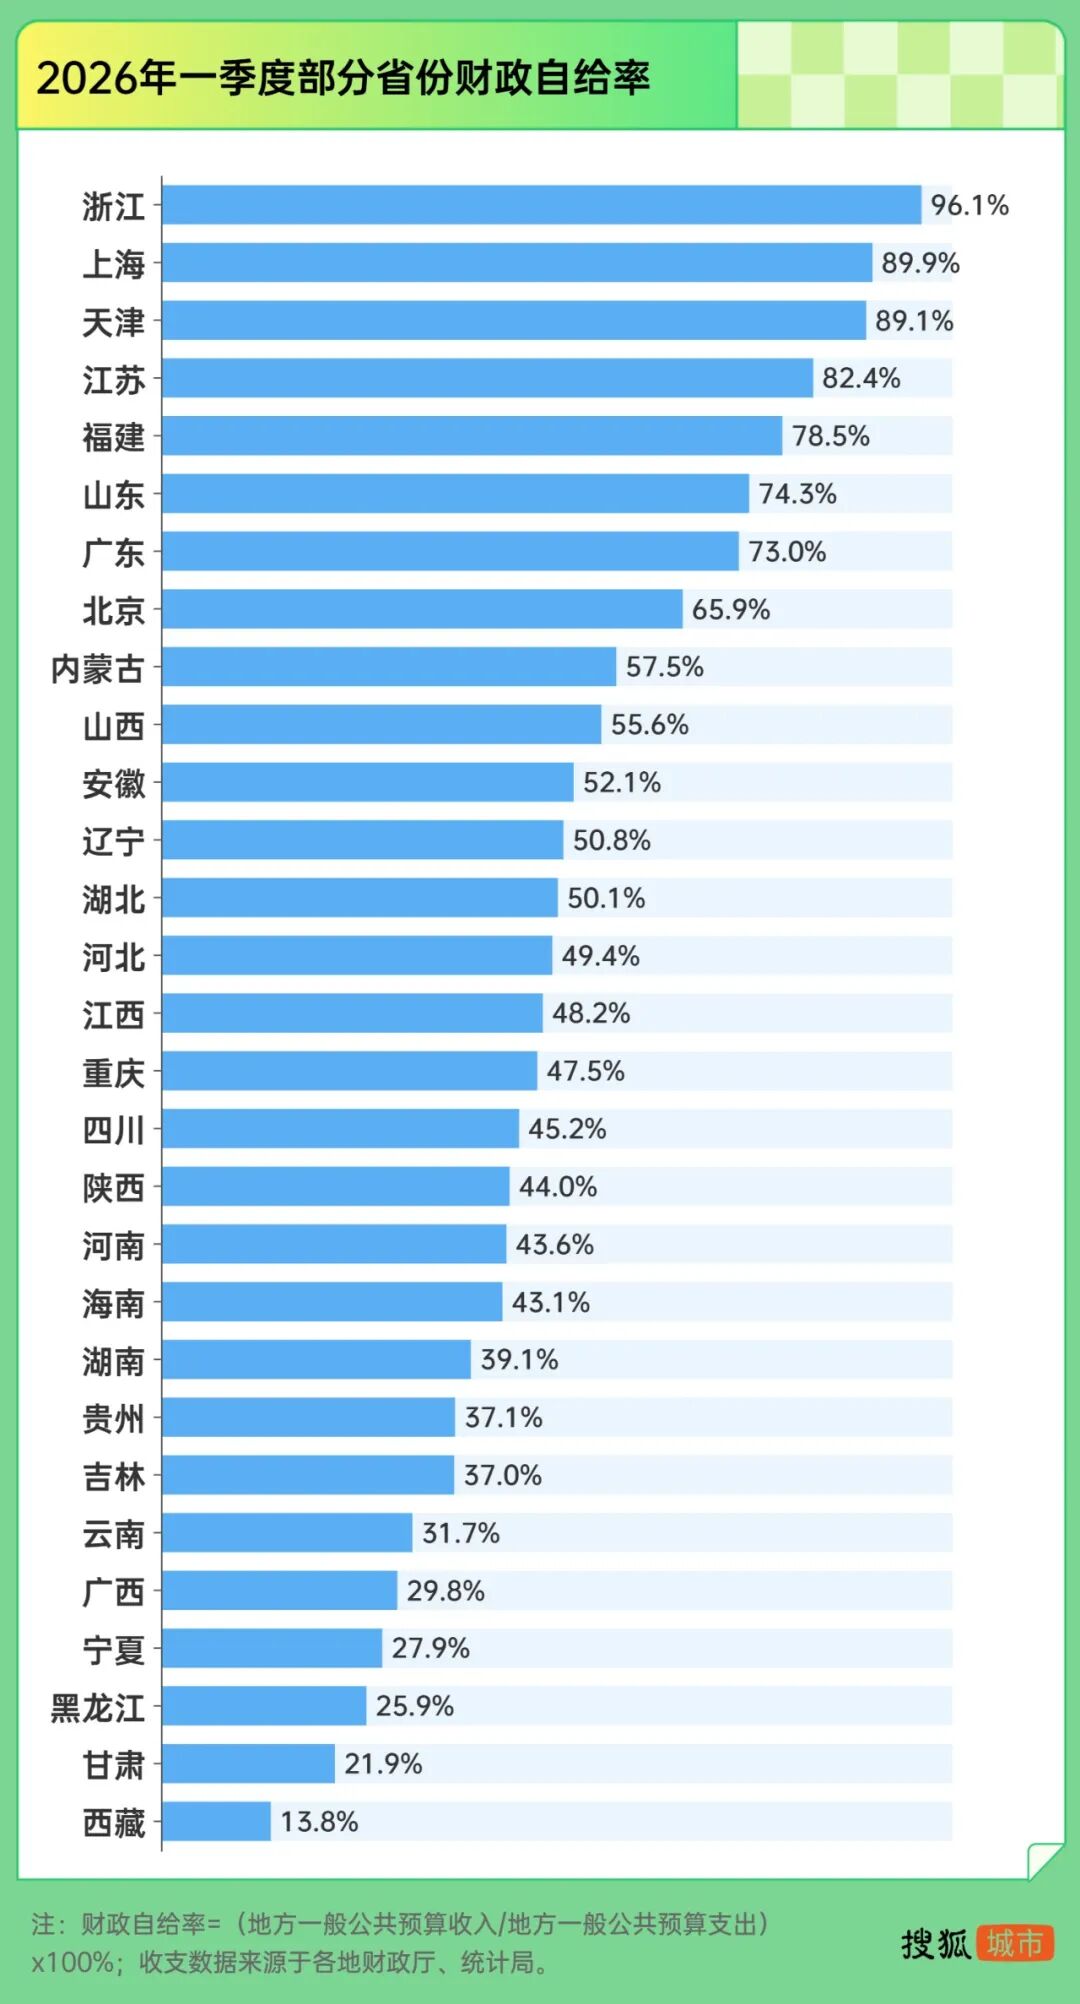 2026年一季度部分省份财政自给率
浙江 96.1%
上海 89.9%
天津 89.1%
江苏 82.4%
福建 78.5%
山东 74.3%
广东 73.0%
北京 65.9%
内蒙古 57.5%
山西 55.6%
安徽 52.1%
辽宁 50.8%
湖北 50.1%
河北 49.4%
江西 48.2%
重庆 47.5%
四川 45.2%
陕西 44.0%
河南 43.6%
海南 43.1%
湖南 39.1%
贵州 37.1%
吉林 37.0%
云南 31.7%
广西 29.8%
宁夏 27.9%
黑龙江 25.9%
甘肃 21.9%
西藏 13.8%
注：财政自给率=（地方一般公共预算收入/地方一般公共预算支出）
x100%；收支数据来源于各地财政厅、统计局。
搜狐 城市